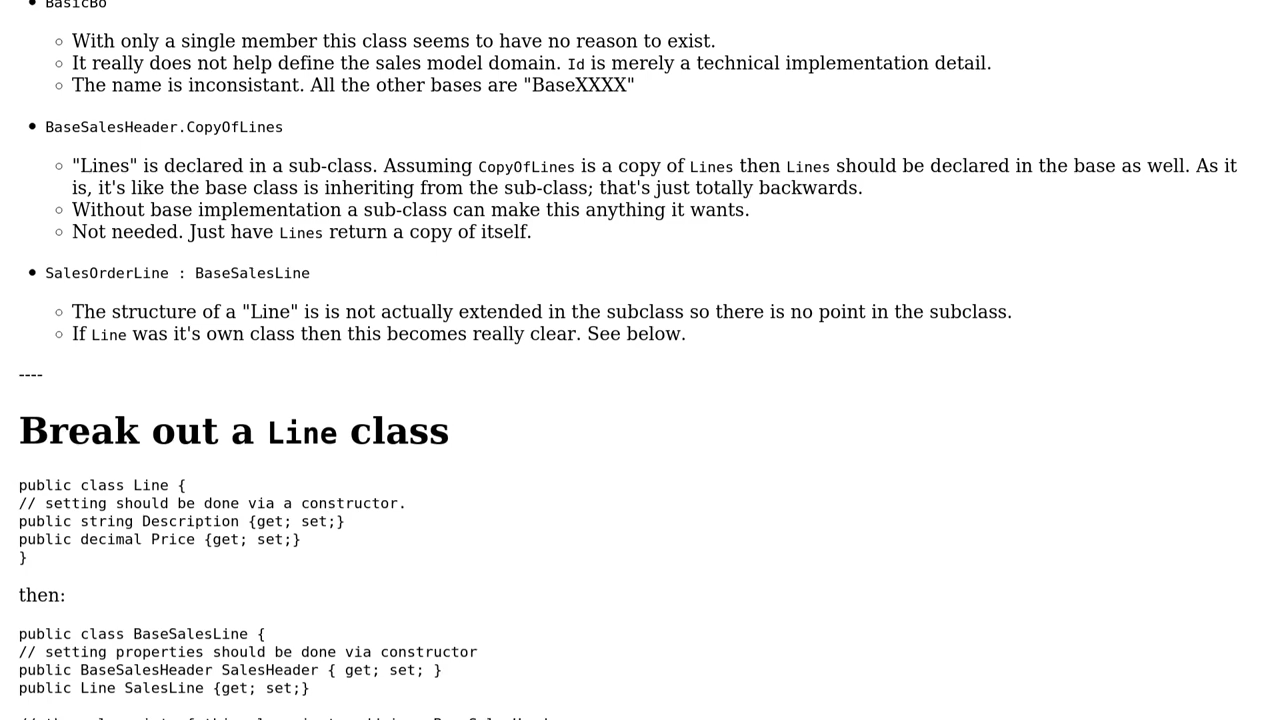 BasicBo
With only a single member this class seems to have no reason to exist.
It really does not help define the sales model domain. Id is merely a technical implementation detail.
The name is inconsistant. All the other bases are "BaseXXXX"
BaseSalesHeader.CopyOfLines
"Lines" is declared in a sub-class. Assuming CopyOfLines is a copy of Lines then Lines should be declared in the base as well. As it
is, it's like the base class is inheriting from the sub-class; that's just totally backwards.
Without base implementation a sub-class can make this anything it wants.
Not needed. Just have Lines return a copy of itself.
SalesOrderLine : BaseSalesLine
The structure of a "Line" is is not actually extended in the subclass so there is no point in the subclass.
If Line was it's own class then this becomes really clear. See below.
----
Break out a Line class
public class Line {
// setting should be done via a constructor.
public string Description {get; set;}
public decimal Price {get; set;}
}
then:
public class BaseSalesLine {
// setting properties should be done via constructor
public BaseSalesHeader SalesHeader { get; set; }
public Line SalesLine {get; set;}